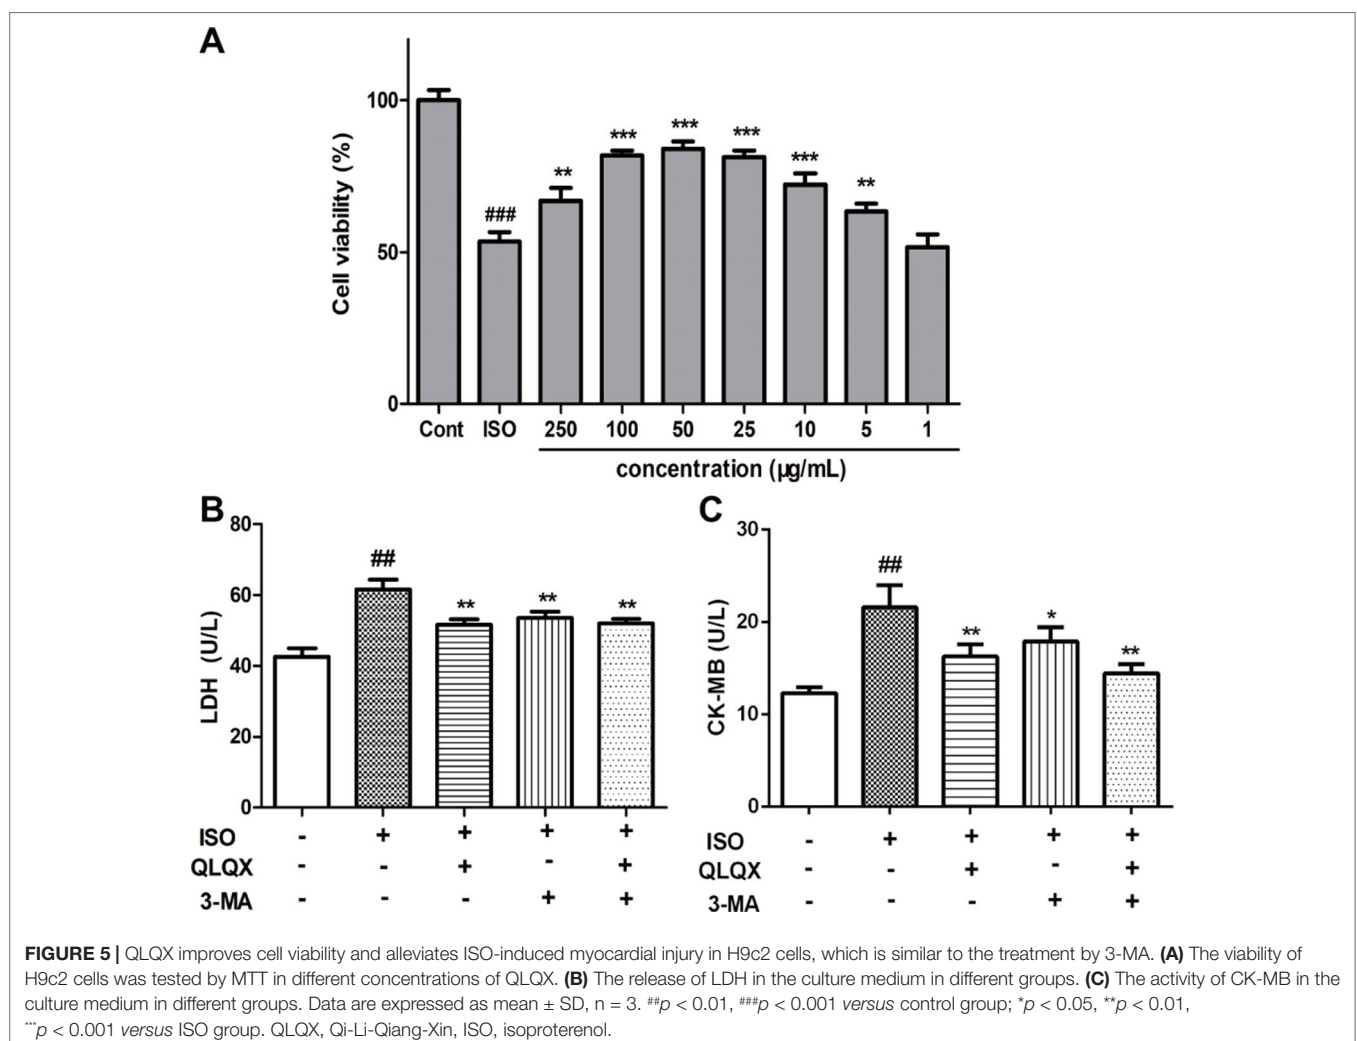 A
Cell viability (%)
100
50
0
###
**
***
***
***
***
**
Cont ISO 250 100 50 25 10 5 1
concentration (µg/mL)
B
LDH (U/L)
80
60
40
20
0
##
**
**
**
ISO - + + + +
QLQX - - + - +
3-MA - - - + +
C
CK-MB (U/L)
30
20
10
0
##
**
*
**
ISO - + + + +
QLQX - - + - +
3-MA - - - + +
FIGURE 5 | QLQX improves cell viability and alleviates ISO-induced myocardial injury in H9c2 cells, which is similar to the treatment by 3-MA. (A) The viability of
H9c2 cells was tested by MTT in different concentrations of QLQX. (B) The release of LDH in the culture medium in different groups. (C) The activity of CK-MB in the
culture medium in different groups. Data are expressed as mean ± SD, n = 3. ##p < 0.01, ###p < 0.001 versus control group; *p < 0.05, **p < 0.01,
***p < 0.001 versus ISO group. QLQX, Qi-Li-Qiang-Xin, ISO, isoproterenol.